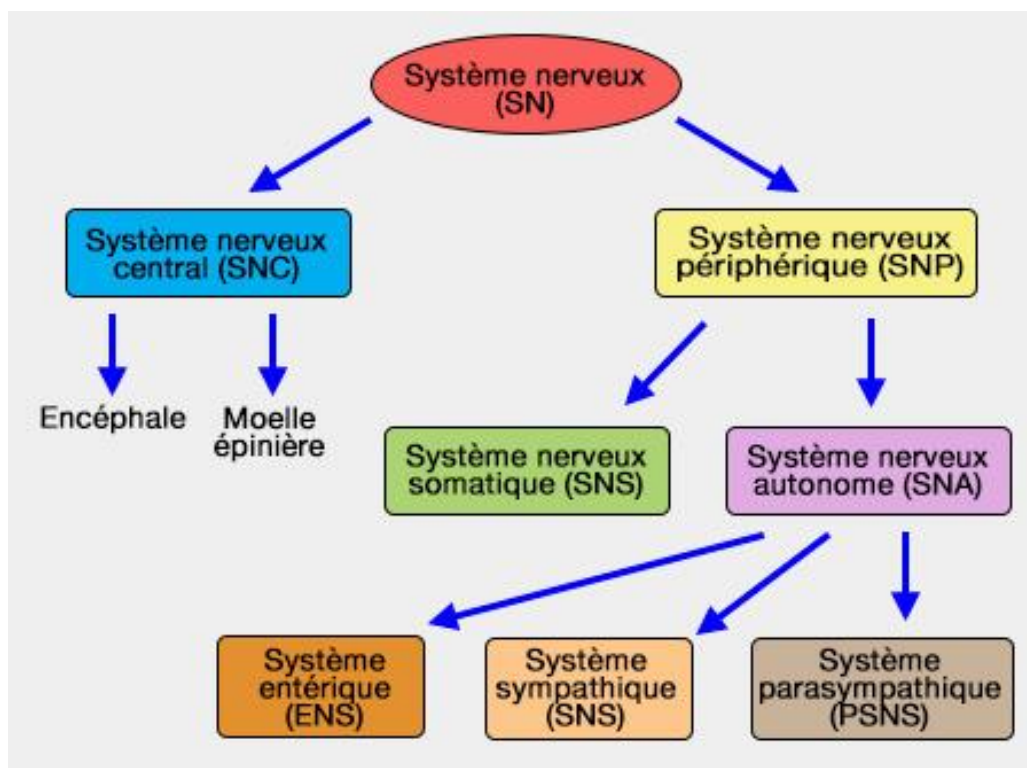 Système nerveux
(SN)
Système nerveux
central (SNC)
Système nerveux
périphérique (SNP)
Encéphale
Moelle
épinière
Système nerveux
somatique (SNS)
Système nerveux
autonome (SNA)
Système
entérique
(ENS)
Système
sympathique
(SNS)
Système
parasympathique
(PSNS)